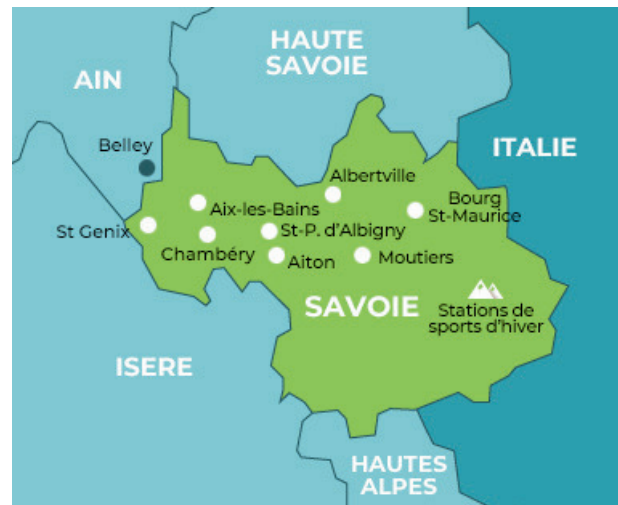 HAUTE
SAVOIE
AIN
ITALIE
Belley
Albertville
Bourg
St-Maurice
Aix-les-Bains
St Genix
St-P. d'Albigny
Chambéry
Aiton
Moutiers
SAVOIE
Stations de
sports d'hiver
ISERE
HAUTES
ALPES